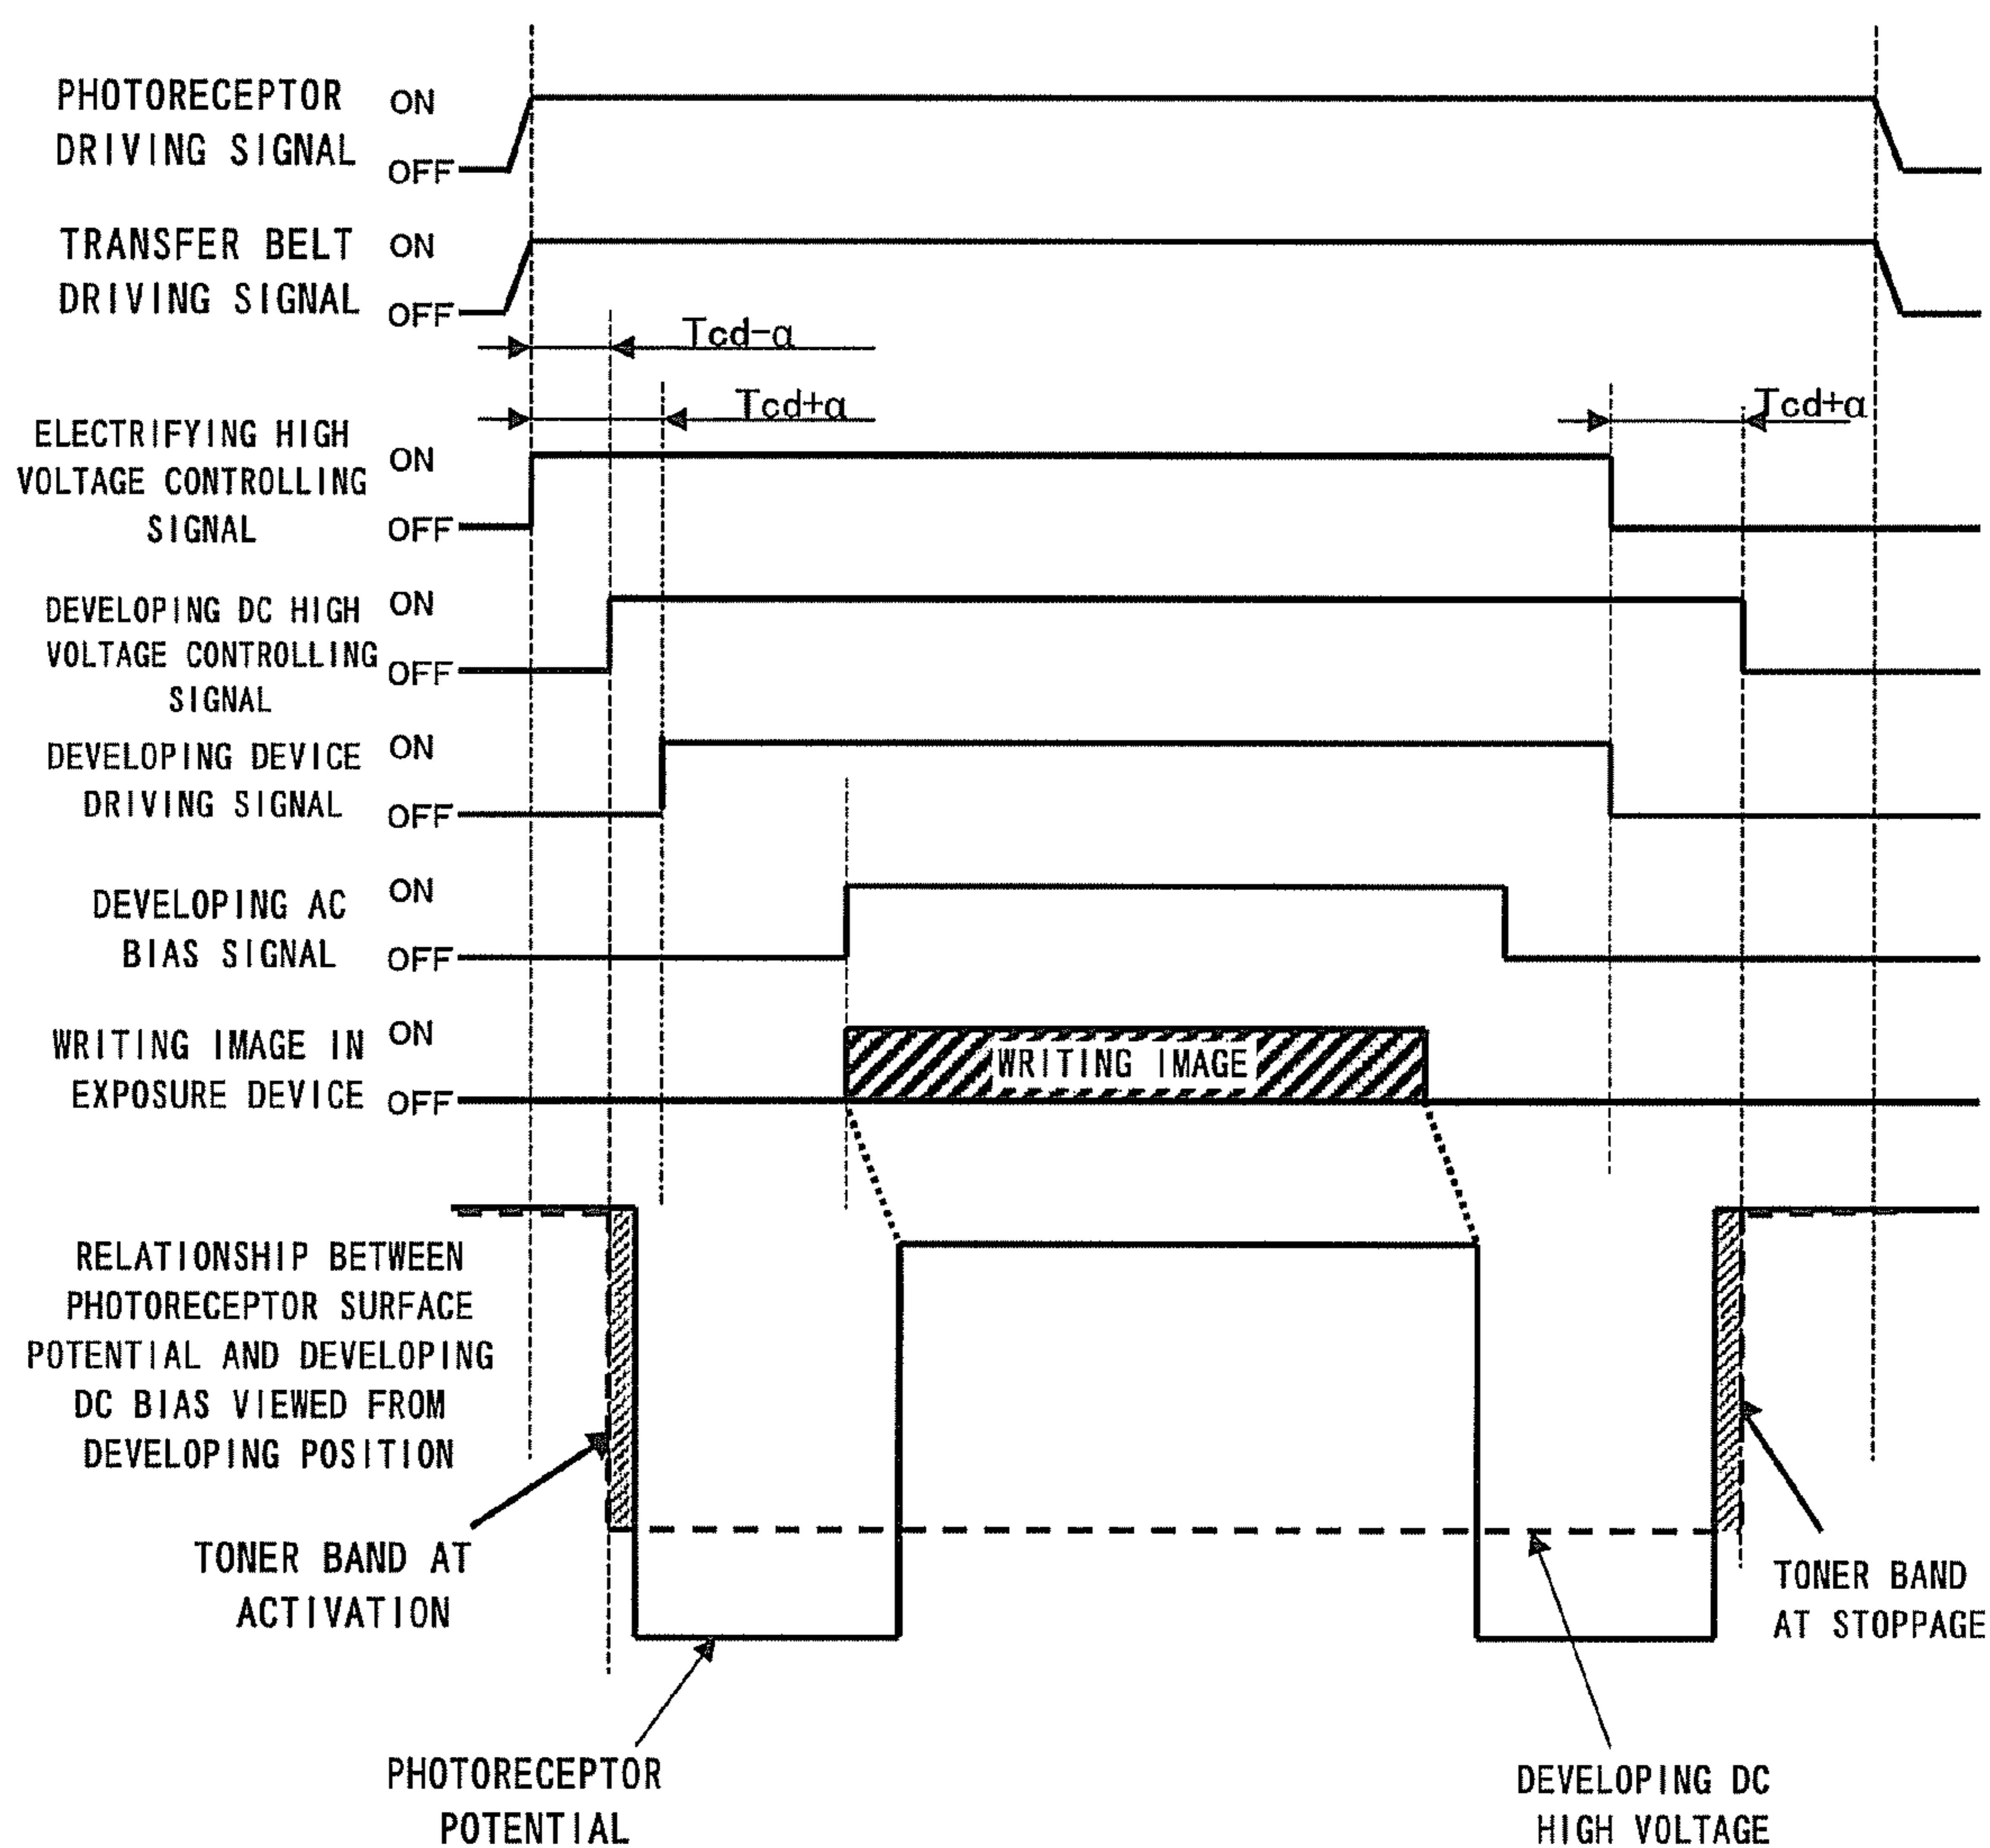 PHOTORECEPTOR ON
DRIVING SIGNAL OFF
TRANSFER BELT ON
DRIVING SIGNAL OFF
Tcd-α
Tcd+α
Tcd+α
ELECTRIFYING HIGH
VOLTAGE CONTROLLING
SIGNAL
ON
OFF
DEVELOPING DC HIGH
VOLTAGE CONTROLLING
SIGNAL
ON
OFF
DEVELOPING DEVICE
DRIVING SIGNAL
ON
OFF
DEVELOPING AC
BIAS SIGNAL
ON
OFF
WRITING IMAGE IN
EXPOSURE DEVICE
ON
OFF
WRITING IMAGE
RELATIONSHIP BETWEEN
PHOTORECEPTOR SURFACE
POTENTIAL AND DEVELOPING
DC BIAS VIEWED FROM
DEVELOPING POSITION
TONER BAND AT
ACTIVATION
TONER BAND
AT STOPPAGE
PHOTORECEPTOR
POTENTIAL
DEVELOPING DC
HIGH VOLTAGE